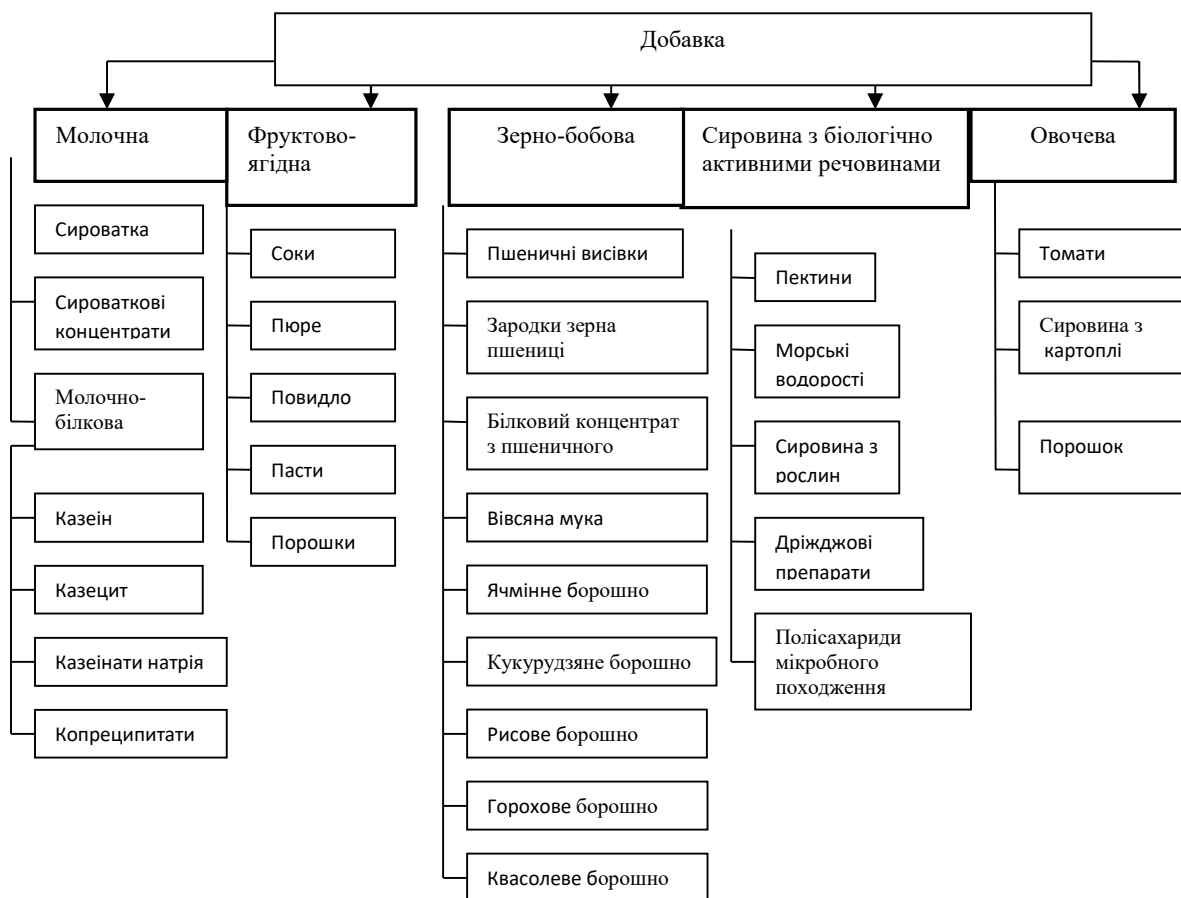 Добавка
Молочна
Фруктово-
ягідна
Зерно-бобова
Сировина з біологічно
активними речовинами
Овочева
Сироватка
Сироваткові
концентрати
Молочно-
білкова
Казеін
Казецит
Казеінати натрія
Копреципитати
Соки
Пюре
Повидло
Пасти
Порошки
Пшеничні висівки
Зародки зерна
пшениці
Білковий концентрат
з пшеничного
Вівсяна мука
Ячмінне борошно
Кукурудзяне борошно
Рисове борошно
Горохове борошно
Квасолеве борошно
Пектини
Морські
водорості
Сировина з
рослин
Дріжджові
препарати
Полісахариди
мікробного
походження
Томати
Сировина з
картоплі
Порошок